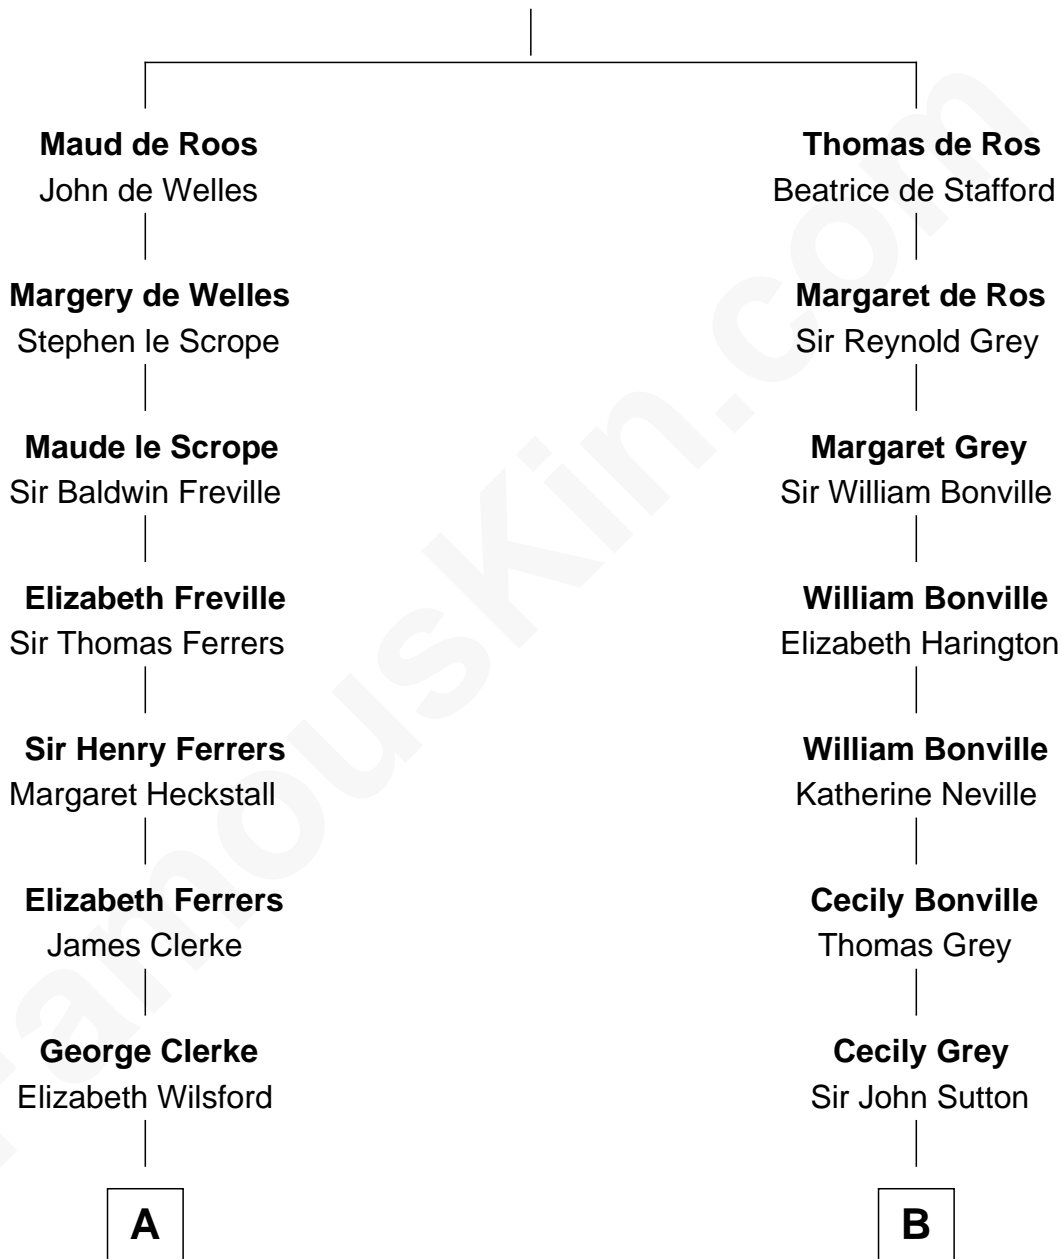 Maud de Roos
John de Welles
Thomas de Ros
Beatrice de Stafford
Margery de Welles
Stephen le Scrope
Margaret de Ros
Sir Reynold Grey
Maude le Scrope
Sir Baldwin Freville
Margaret Grey
Sir William Bonville
Elizabeth Freville
Sir Thomas Ferrers
William Bonville
Elizabeth Harington
Sir Henry Ferrers
Margaret Heckstall
William Bonville
Katherine Neville
Elizabeth Ferrers
James Clerke
Cecily Bonville
Thomas Grey
George Clerke
Elizabeth Wilsford
Cecily Grey
Sir John Sutton
A
B
FamousKin.com